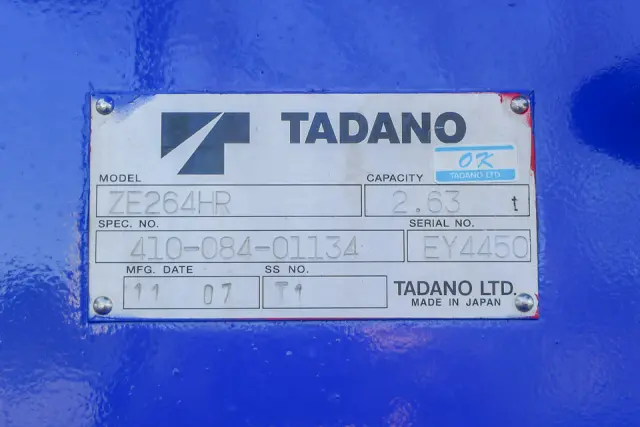 TADANO
OK
TADANO LTD.
MODEL CAPACITY
ZE264HR 2.63 t
SPEC. NO. SERIAL NO.
410-084-01134 EY4450
MFG. DATE SS NO.
11 07 T1
TADANO LTD.
MADE IN JAPAN